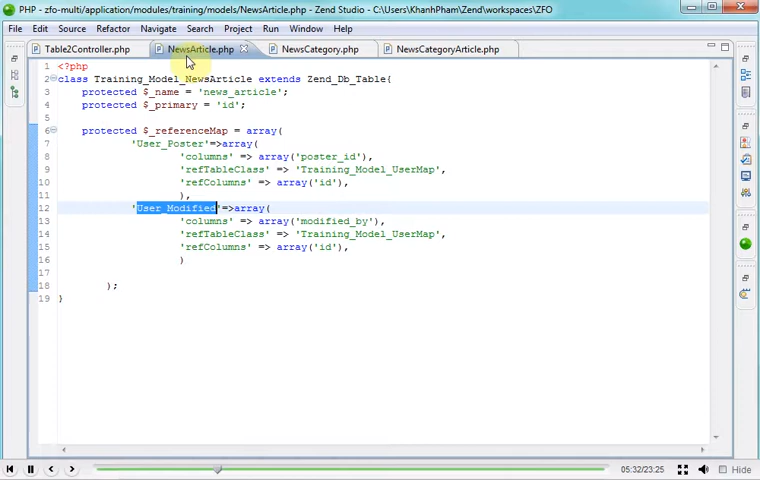 PHP - zfo-multi/application/modules/training/models/NewsArticle.php - Zend Studio - C:\Users\KhanhPham\Zend\workspaces\ZFO
File Edit Source Refactor Navigate Search Project Run Window Help
Table2Controller.php NewsArticle.php NewsCategory.php NewsCategoryArticle.php
1 <?php
2 class Training_Model_NewsArticle extends Zend_Db_Table{
3 protected $_name = 'news_article';
4 protected $_primary = 'id';
5
6 protected $_referenceMap = array(
7 'User_Poster'=>array(
8 'columns' => array('poster_id'),
9 'refTableClass' => 'Training_Model_UserMap',
10 'refColumns' => array('id'),
11 ),
12 'User_Modified'=>array(
13 'columns' => array('modified_by'),
14 'refTableClass' => 'Training_Model_UserMap',
15 'refColumns' => array('id'),
16 )
17
18 );
19 }
05:32/23:25 Hide